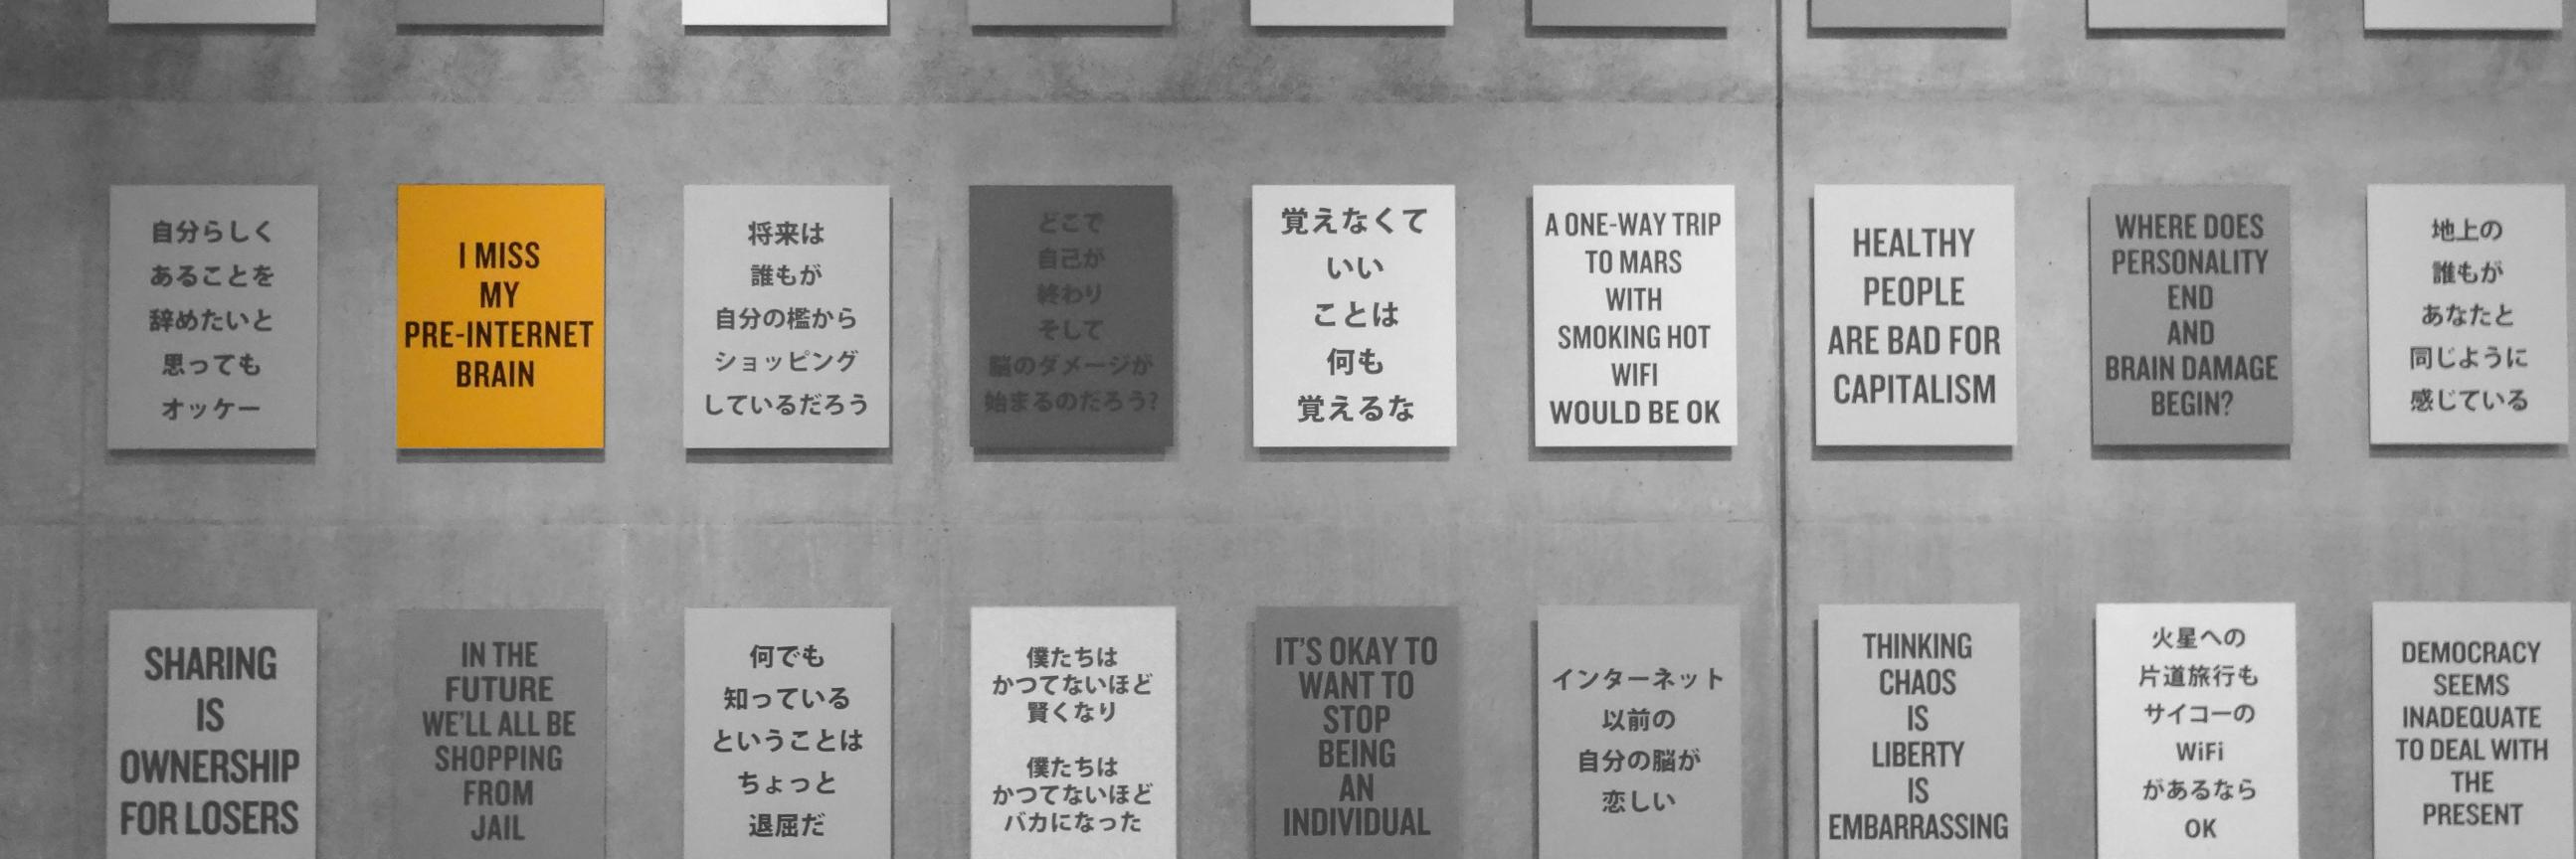 自分らしく
あることを
辞めたいと
思っても
オッケー
I MISS
MY
PRE-INTERNET
BRAIN
将来は
誰もが
自分の檻から
ショッピング
しているだろう
どこで
自己が
終わり
そして
脳のダメージが
始まるのだろう?
覚えなくて
いい
ことは
何も
覚えるな
A ONE-WAY TRIP
TO MARS
WITH
SMOKING HOT
WIFI
WOULD BE OK
HEALTHY
PEOPLE
ARE BAD FOR
CAPITALISM
WHERE DOES
PERSONALITY
END
AND
BRAIN DAMAGE
BEGIN?
地上の
誰もが
あなたと
同じように
感じている
SHARING
IS
OWNERSHIP
FOR LOSERS
IN THE
FUTURE
WE'LL ALL BE
SHOPPING
FROM
JAIL
何でも
知っている
ということは
ちょっと
退屈だ
僕たちは
かつてないほど
賢くなり
僕たちは
かつてないほど
バカになった
IT'S OKAY TO
WANT TO
STOP
BEING
AN
INDIVIDUAL
インターネット
以前の
自分の脳が
恋しい
THINKING
CHAOS
IS
LIBERTY
IS
EMBARRASSING
火星への
片道旅行も
サイコーの
WiFi
があるなら
OK
DEMOCRACY
SEEMS
INADEQUATE
TO DEAL WITH
THE
PRESENT